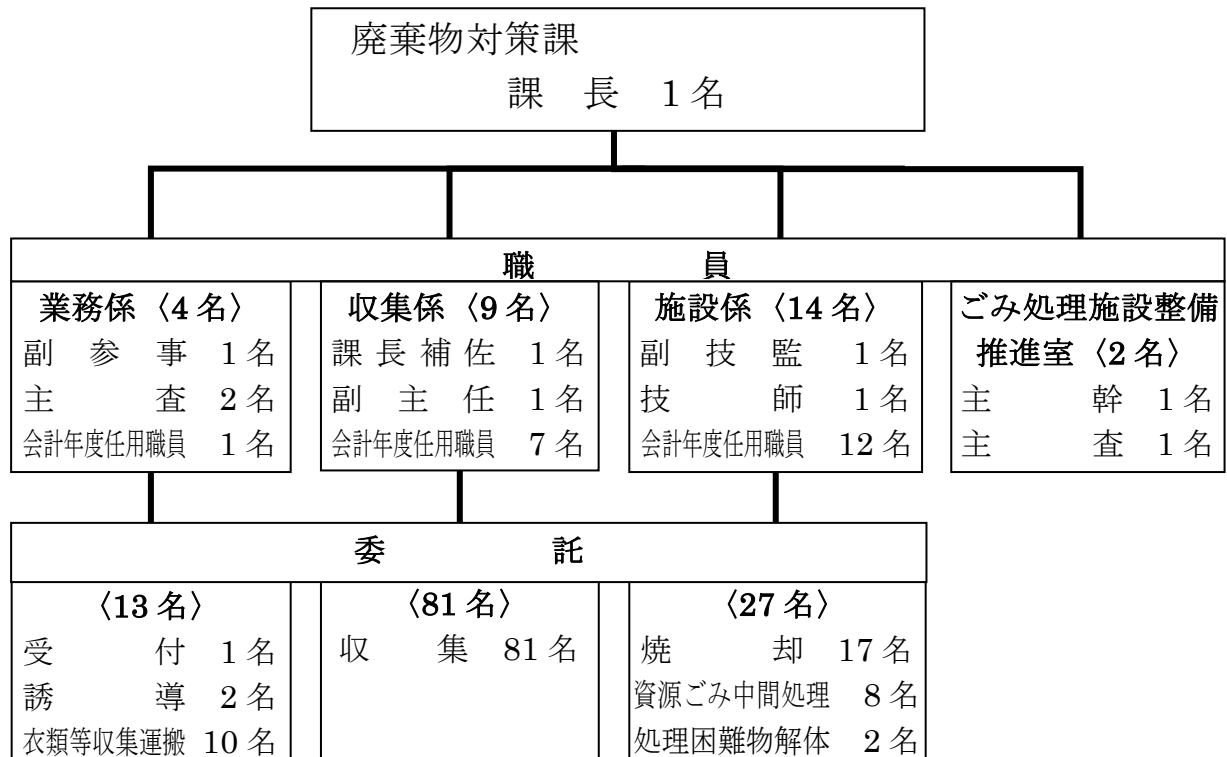 廃棄物対策課
課長 1名
職員
業務係〈4名〉
副参事 1名
主査 2名
会計年度任用職員 1名
収集係〈9名〉
課長補佐 1名
副主任 1名
会計年度任用職員 7名
施設係〈14名〉
副技監 1名
技師 1名
会計年度任用職員 12名
ごみ処理施設整備
推進室〈2名〉
主幹 1名
主査 1名
委託
〈13名〉
受付 1名
誘導 2名
衣類等収集運搬 10名
〈81名〉
収集 81名
〈27名〉
焼却 17名
資源ごみ中間処理 8名
処理困難物解体 2名